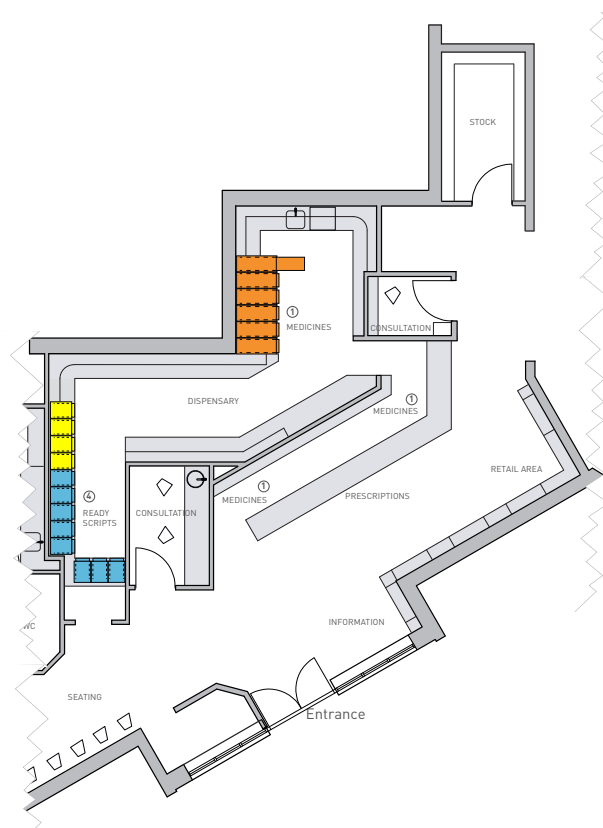 STOCK
1
MEDICINES
CONSULTATION
DISPENSARY
1
MEDICINES
4
READY
SCRIPTS
CONSULTATION
1
MEDICINES
PRESCRIPTIONS
RETAIL AREA
WC
INFORMATION
SEATING
Entrance